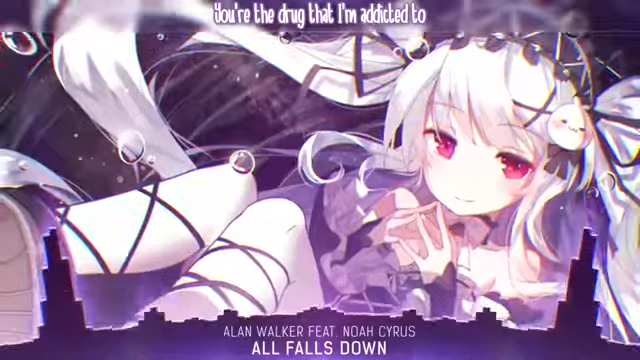 You're the drug that I'm addicted to
ALAN WALKER FEAT. NOAH CYRUS
ALL FALLS DOWN